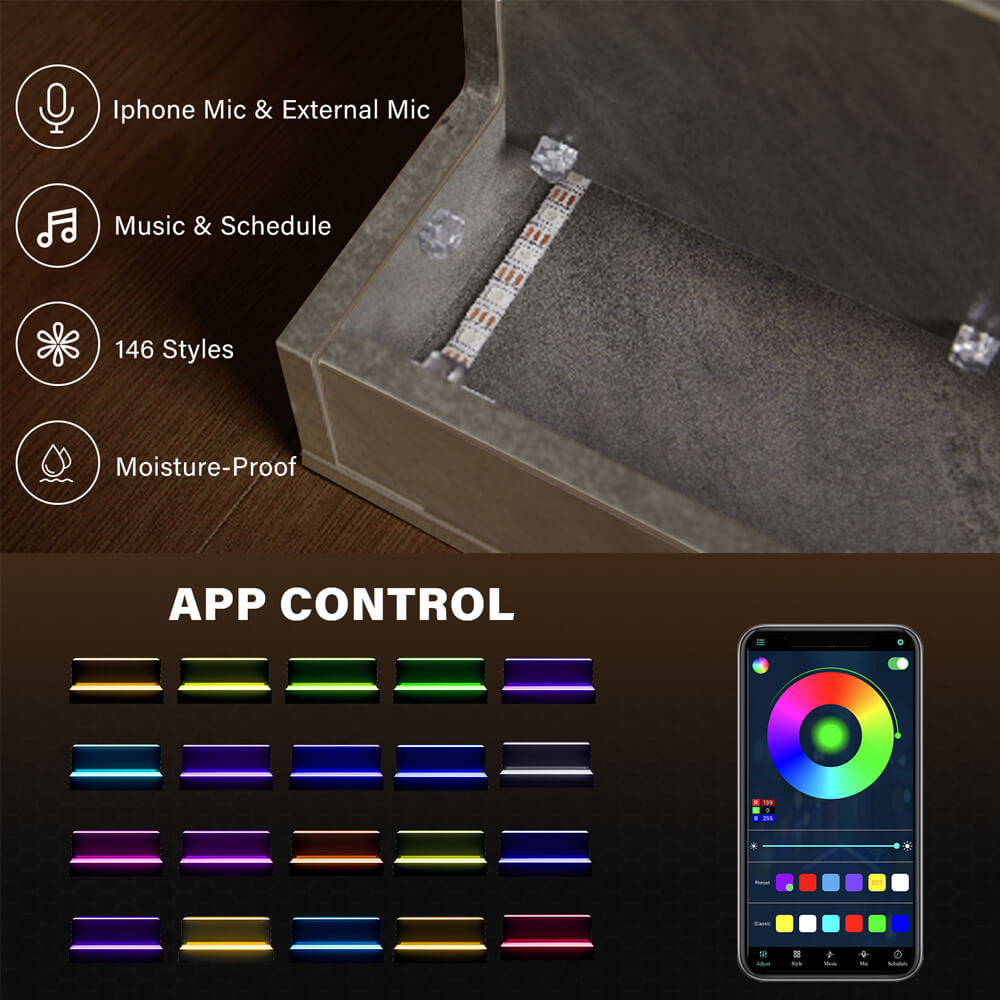 Iphone Mic & External Mic
Music & Schedule
146 Styles
Moisture-Proof
APP CONTROL
R 139
G 0
B 255
Preset
Classic
Adjust
Style
Music
Mic
Schedule